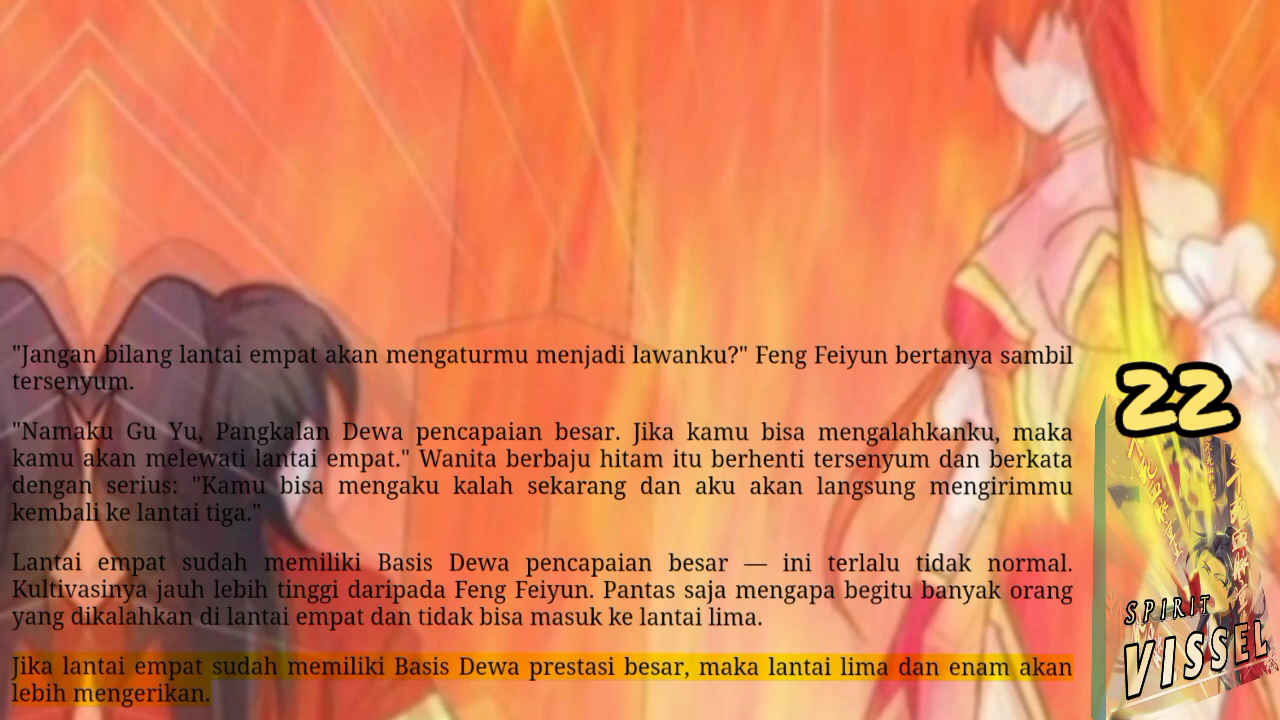 "Jangan bilang lantai empat akan mengaturmu menjadi lawanku?" Feng Feiyun bertanya sambil
tersenyum.
"Namaku Gu Yu, Pangkalan Dewa pencapaian besar. Jika kamu bisa mengalahkanku, maka
kamu akan melewati lantai empat." Wanita berbaju hitam itu berhenti tersenyum dan berkata
dengan serius: "Kamu bisa mengaku kalah sekarang dan aku akan langsung mengirimmu
kembali ke lantai tiga."
Lantai empat sudah memiliki Basis Dewa pencapaian besar — ini terlalu tidak normal.
Kultivasinya jauh lebih tinggi daripada Feng Feiyun. Pantas saja mengapa begitu banyak orang
yang dikalahkan di lantai empat dan tidak bisa masuk ke lantai lima.
Jika lantai empat sudah memiliki Basis Dewa prestasi besar, maka lantai lima dan enam akan
lebih mengerikan.
22
SPIRIT
VISSEL